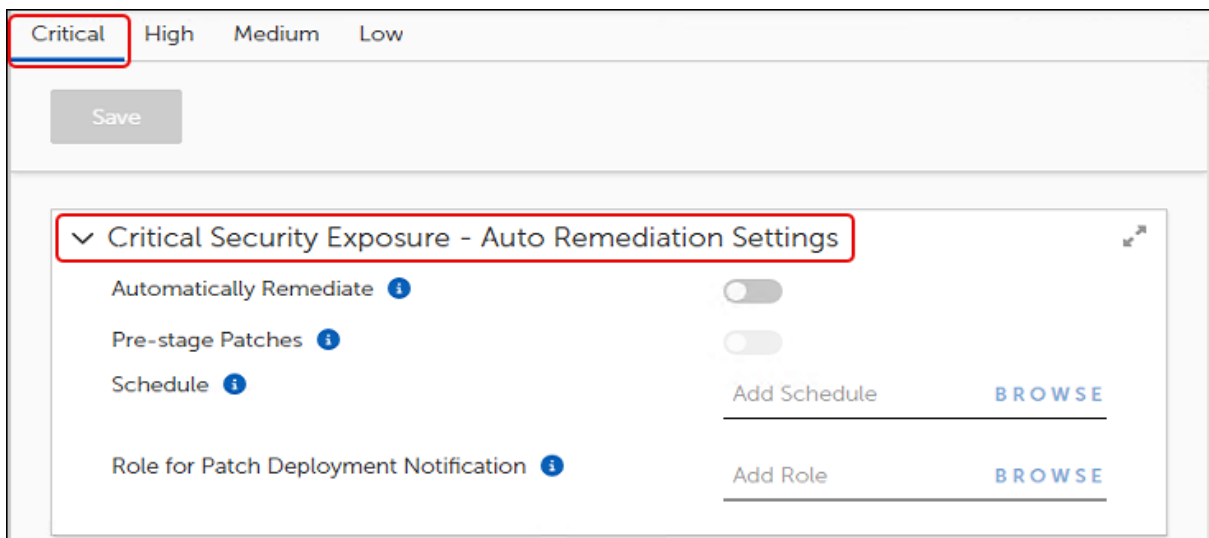 Critical High Medium Low
Save
Critical Security Exposure - Auto Remediation Settings
Automatically Remediate
Pre-stage Patches
Schedule
Add Schedule BROWSE
Role for Patch Deployment Notification
Add Role BROWSE